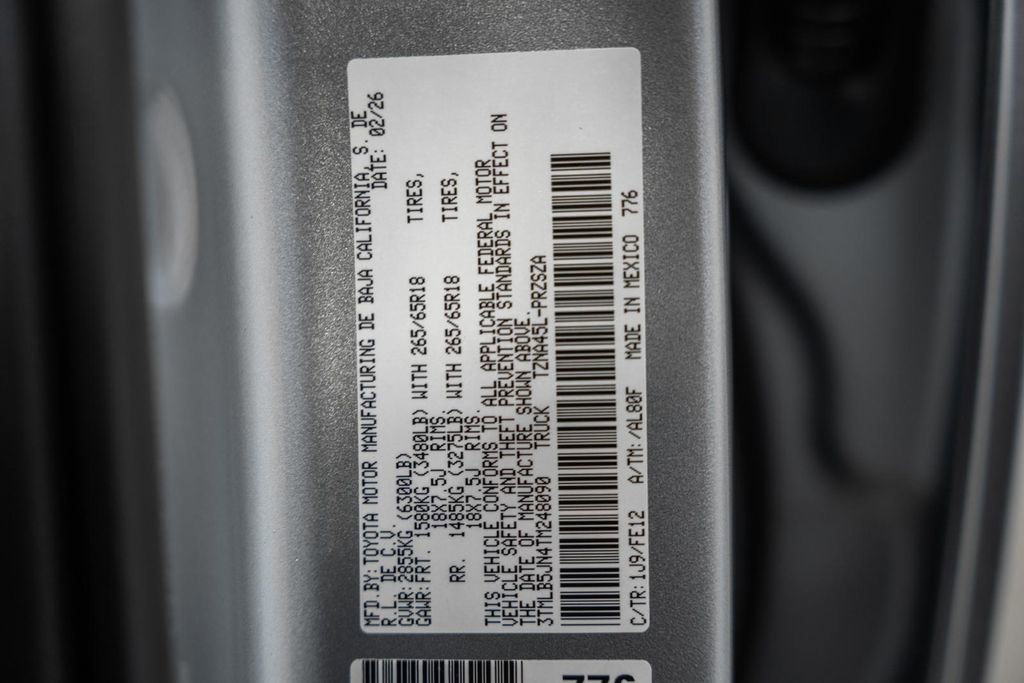 MFD.BY:TOYOTA MOTOR MANUFACTURING DE BAJA CALIFORNIA, S. DE
R.L. DE C.V. DATE: 02/26
GVWR:2855KG (6300LB)
GAWR:FRT. 1580KG (3480LB) WITH 265/65R18 TIRES,
18X7.5J RIMS.
RR. 1485KG (3275LB) WITH 265/65R18 TIRES,
18X7.5J RIMS.
THIS VEHICLE CONFORMS TO ALL APPLICABLE FEDERAL MOTOR
VEHICLE SAFETY AND THEFT PREVENTION STANDARDS IN EFFECT ON
THE DATE OF MANUFACTURE SHOWN ABOVE.
3TMLB5JN4TM248090 TRUCK TZNA45L-PRZSZA
C/TR:1J9/FE12 A/TM:/AL80F MADE IN MEXICO 776
776